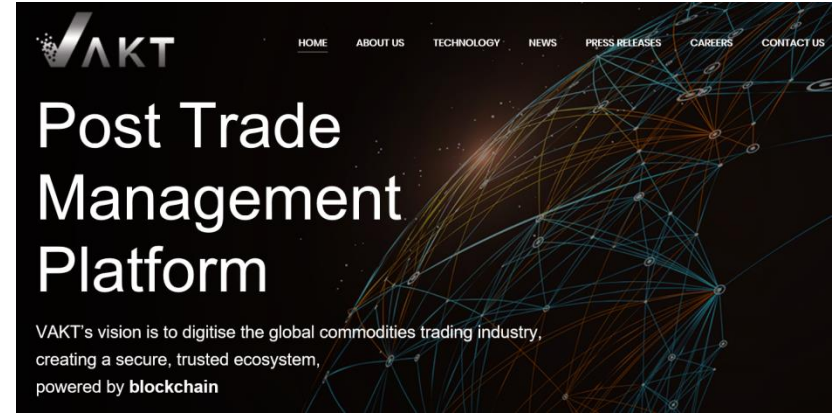 VAKT
HOME ABOUT US TECHNOLOGY NEWS PRESS RELEASES CAREERS CONTACT US
Post Trade
Management
Platform
VAKT's vision is to digitise the global commodities trading industry,
creating a secure, trusted ecosystem,
powered by blockchain